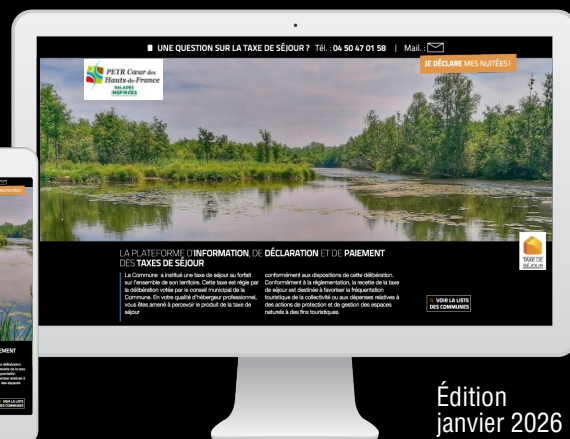 UNE QUESTION SUR LA TAXE DE SÉJOUR ? Tél. : 04 50 47 01 58 | Mail. :
JE DÉCLARE MES NUITÉES !
PETR Cœur des
Hauts-de-France
BALADES
INSPIRÉES
TAXE DE
SÉJOUR
LA PLATEFORME D'INFORMATION, DE DÉCLARATION ET DE PAIEMENT
DES TAXES DE SÉJOUR
La Commune a institué une taxe de séjour au forfait
sur l'ensemble de son territoire. Cette taxe est régie par
la délibération votée par le conseil municipal de la
Commune. En votre qualité d'hébergeur professionnel,
vous êtes amené à percevoir le produit de la taxe de
séjour
conformément aux dispositions de cette délibération.
Conformément à la réglementation, la recette de la taxe
de séjour est destinée à favoriser la fréquentation
touristique de la collectivité ou aux dépenses relatives à
des actions de protection et de gestion des espaces
naturels à des fins touristiques.
VOIR LA LISTE
DES COMMUNES
Édition
janvier 2026